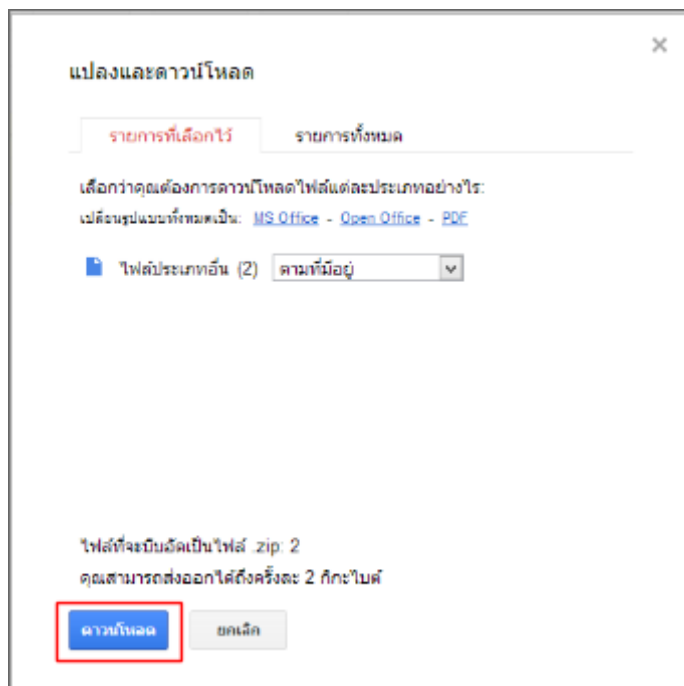 แปลงและดาวน์โหลด
รายการที่เลือกไว้ รายการทั้งหมด
เลือกว่าคุณต้องการดาวน์โหลดไฟล์แต่ละประเภทอย่างไร:
เปลี่ยนรูปแบบทั้งหมดเป็น: MS Office - Open Office - PDF
ไฟล์ประเภทอื่น (2) ตามที่มีอยู่
ไฟล์ที่จะบีบอัดเป็นไฟล์ .zip: 2
คุณสามารถส่งออกได้ถึงครั้งละ 2 กิกะไบต์
ดาวน์โหลด ยกเลิก